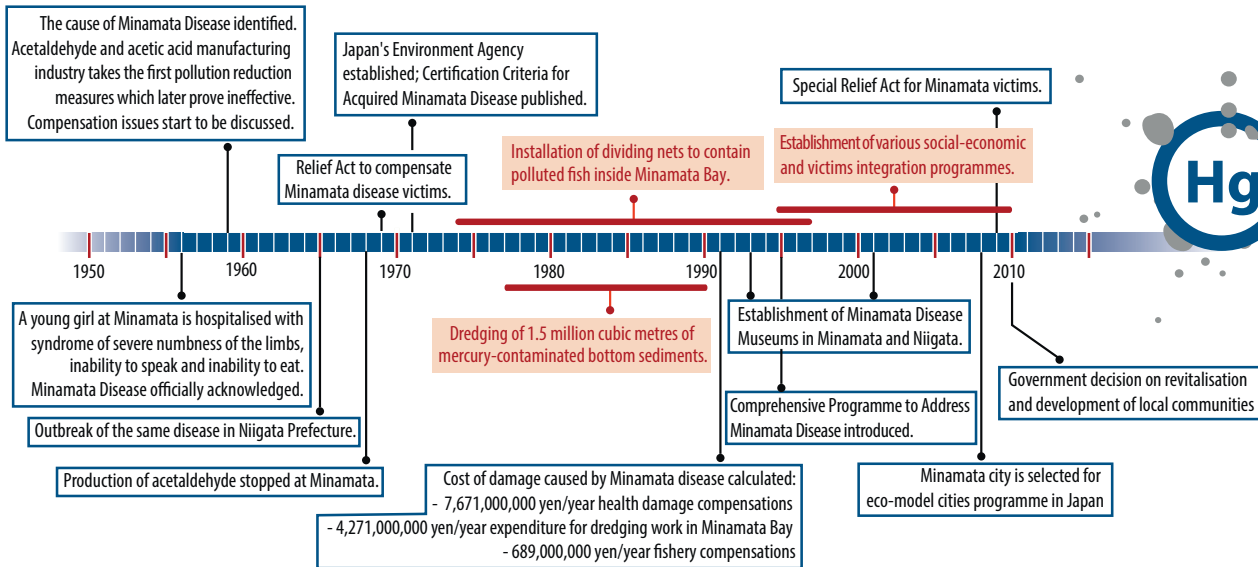 The cause of Minamata Disease identified.
Acetaldehyde and acetic acid manufacturing
industry takes the first pollution reduction
measures which later prove ineffective.
Compensation issues start to be discussed.
Japan's Environment Agency
established; Certification Criteria for
Acquired Minamata Disease published.
Special Relief Act for Minamata victims.
Relief Act to compensate
Minamata disease victims.
Installation of dividing nets to contain
polluted fish inside Minamata Bay.
Establishment of various social-economic
and victims integration programmes.
Hg
1950
1960
1970
1980
1990
2000
2010
A young girl at Minamata is hospitalised with
syndrome of severe numbness of the limbs,
inability to speak and inability to eat.
Minamata Disease officially acknowledged.
Dredging of 1.5 million cubic metres of
mercury-contaminated bottom sediments.
Establishment of Minamata Disease
Museums in Minamata and Niigata.
Government decision on revitalisation
and development of local communities
Outbreak of the same disease in Niigata Prefecture.
Comprehensive Programme to Address
Minamata Disease introduced.
Production of acetaldehyde stopped at Minamata.
Cost of damage caused by Minamata disease calculated:
- 7,671,000,000 yen/year health damage compensations
- 4,271,000,000 yen/year expenditure for dredging work in Minamata Bay
- 689,000,000 yen/year fishery compensations
Minamata city is selected for
eco-model cities programme in Japan